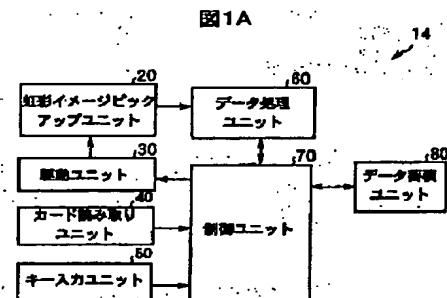 図1A
14
20
虹彩イメージピック
アップユニット
60
データ処理
ユニット
30
駆動ユニット
70
制御ユニット
80
データ蓄積
ユニット
40
カード読み取り
ユニット
50
キー入力ユニット